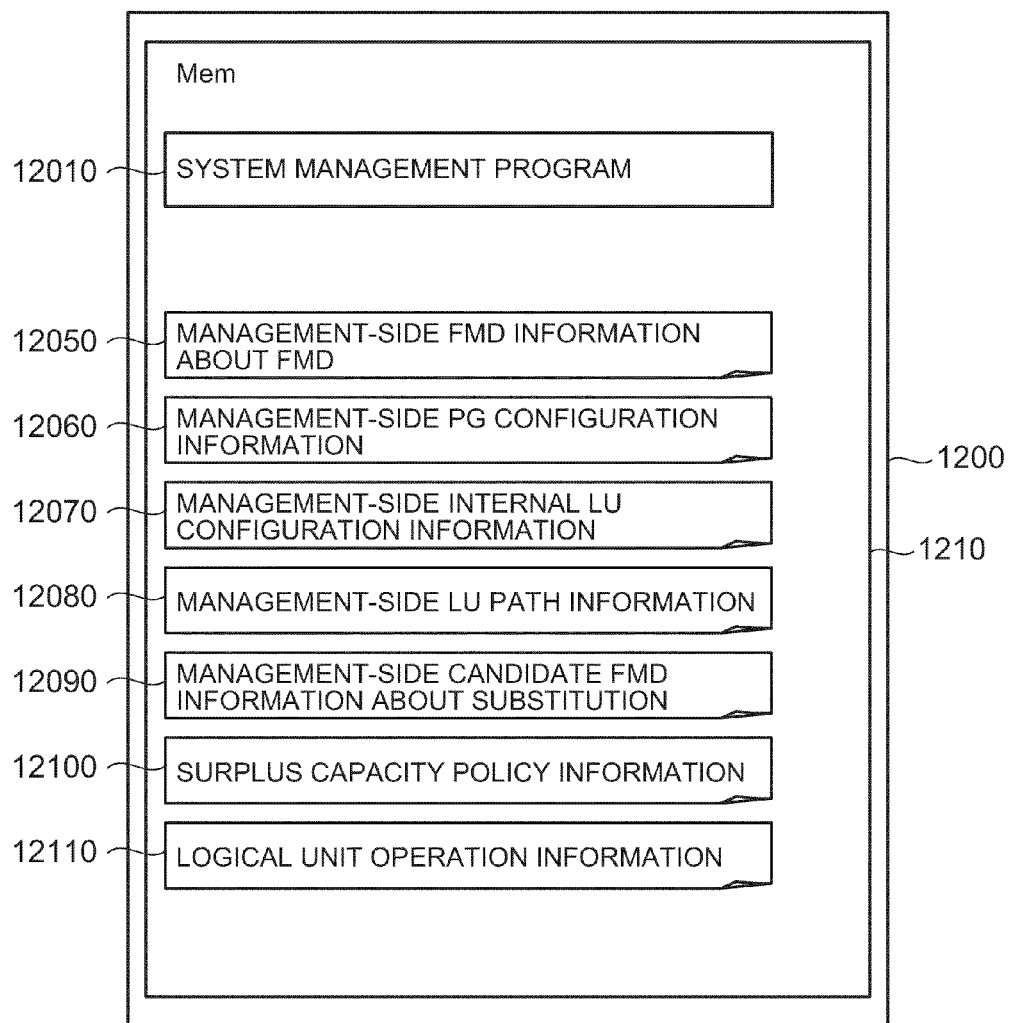 Mem
12010
SYSTEM MANAGEMENT PROGRAM
12050
MANAGEMENT-SIDE FMD INFORMATION
ABOUT FMD
12060
MANAGEMENT-SIDE PG CONFIGURATION
INFORMATION
1200
12070
MANAGEMENT-SIDE INTERNAL LU
CONFIGURATION INFORMATION
1210
12080
MANAGEMENT-SIDE LU PATH INFORMATION
12090
MANAGEMENT-SIDE CANDIDATE FMD
INFORMATION ABOUT SUBSTITUTION
12100
SURPLUS CAPACITY POLICY INFORMATION
12110
LOGICAL UNIT OPERATION INFORMATION